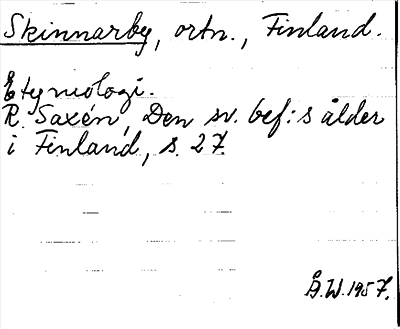 Skinnarby, ortn., Finland.
Etymologi.
R. Saxén, Den sv. bef:s ålder
i Finland, s. 27.
Å.W. 1957.